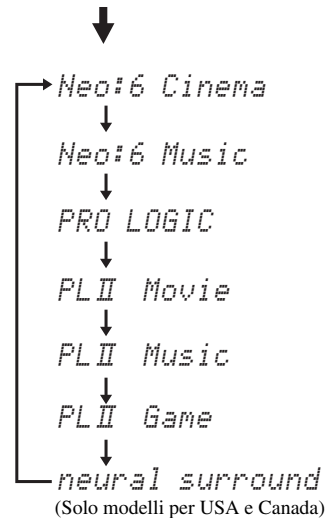 Neo:6 Cinema
Neo:6 Music
PRO LOGIC
PLⅡ Movie
PLⅡ Music
PLⅡ Game
neural surround
(Solo modelli per USA e Canada)